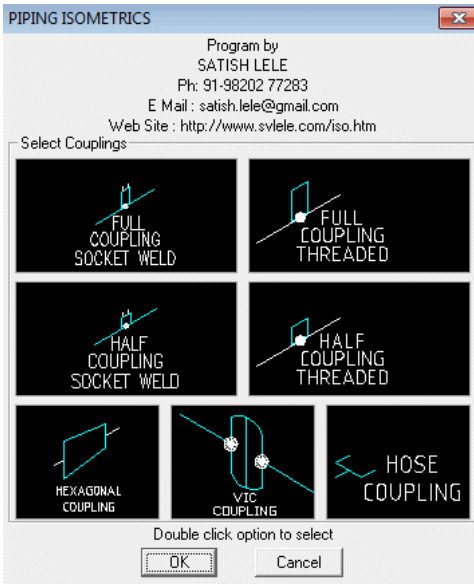 PIPING ISOMETRICS
Program by
SATISH LELE
Ph: 91-98202 77283
E Mail : satish.lele@gmail.com
Web Site : http://www.svlele.com/iso.htm
Select Couplings
FULL
COUPLING
SOCKET WELD
FULL
COUPLING
THREADED
HALF
COUPLING
SOCKET WELD
HALF
COUPLING
THREADED
HEXAGONAL
COUPLING
VIC
COUPLING
HOSE
COUPLING
Double click option to select
OK
Cancel